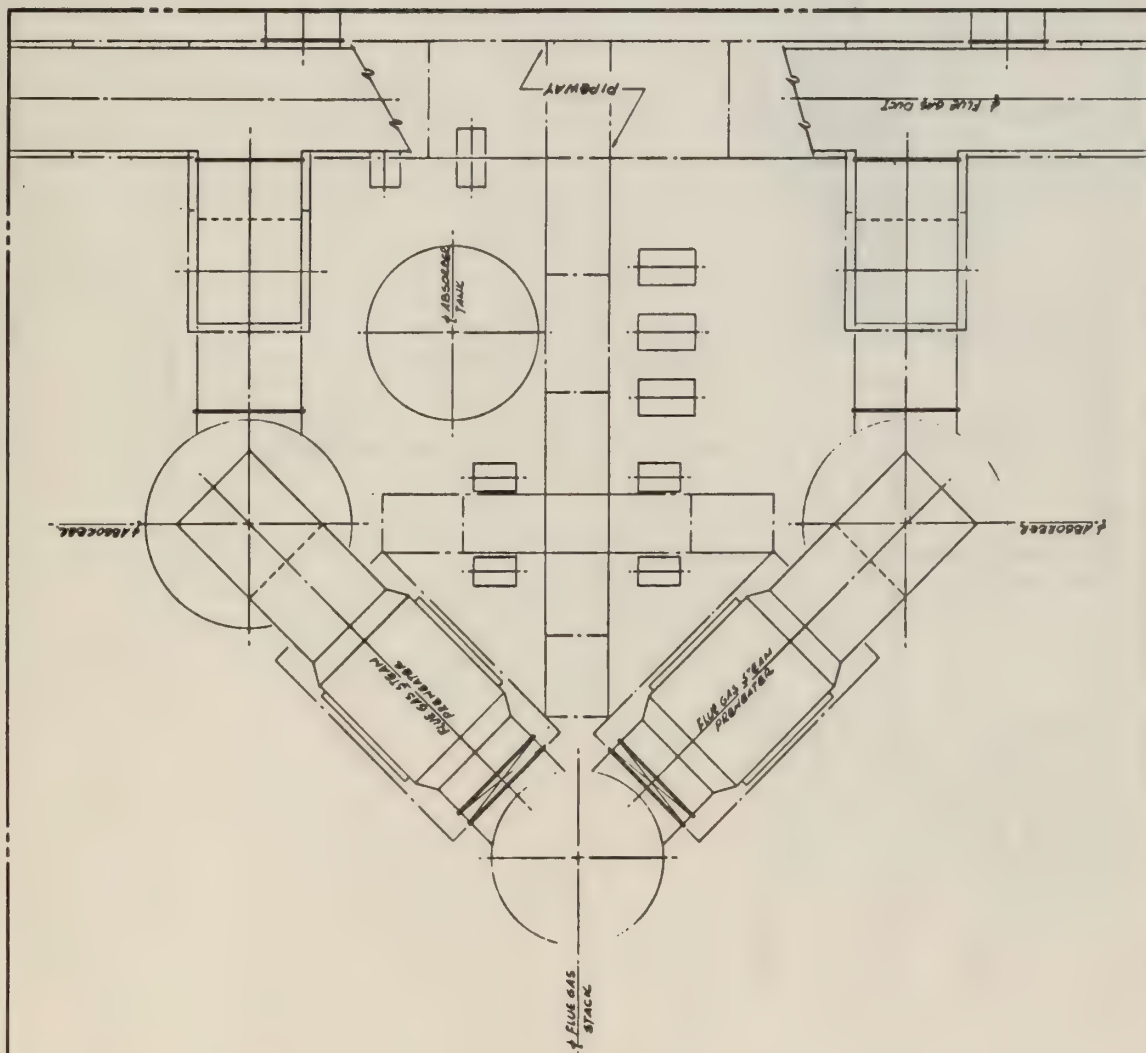 PIPEWAY
℄ FLUE GAS DUCT
℄ ABSORBER
TANK
℄ ABSORBER
℄ ABSORBER
FLUE GAS STEAM
PREHEATER
FLUE GAS STEAM
PREHEATER
℄ FLUE GAS
STACK